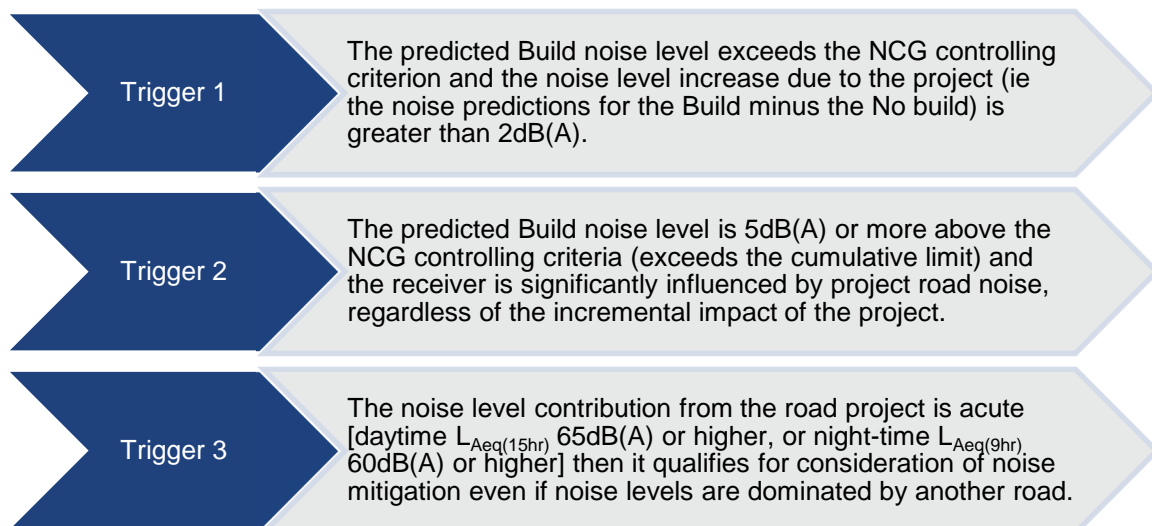 Trigger 1
The predicted Build noise level exceeds the NCG controlling
criterion and the noise level increase due to the project (ie
the noise predictions for the Build minus the No build) is
greater than 2dB(A).
Trigger 2
The predicted Build noise level is 5dB(A) or more above the
NCG controlling criteria (exceeds the cumulative limit) and
the receiver is significantly influenced by project road noise,
regardless of the incremental impact of the project.
Trigger 3
The noise level contribution from the road project is acute
[daytime LAeq(15hr) 65dB(A) or higher, or night-time LAeq(9hr)
60dB(A) or higher] then it qualifies for consideration of noise
mitigation even if noise levels are dominated by another road.